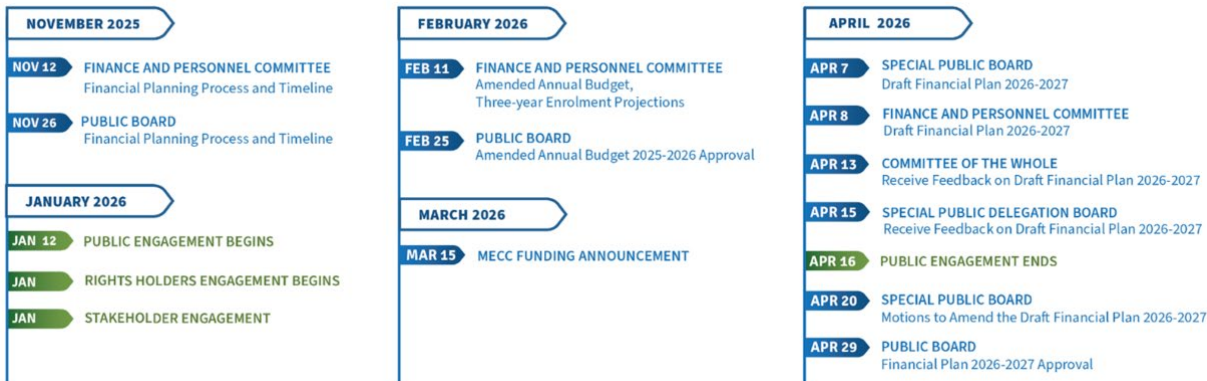 NOVEMBER 2025
NOV 12 FINANCE AND PERSONNEL COMMITTEE
Financial Planning Process and Timeline
NOV 26 PUBLIC BOARD
Financial Planning Process and Timeline
JANUARY 2026
JAN 12 PUBLIC ENGAGEMENT BEGINS
JAN RIGHTS HOLDERS ENGAGEMENT BEGINS
JAN STAKEHOLDER ENGAGEMENT
FEBRUARY 2026
FEB 11 FINANCE AND PERSONNEL COMMITTEE
Amended Annual Budget,
Three-year Enrolment Projections
FEB 25 PUBLIC BOARD
Amended Annual Budget 2025-2026 Approval
MARCH 2026
MAR 15 MECC FUNDING ANNOUNCEMENT
APRIL 2026
APR 7 SPECIAL PUBLIC BOARD
Draft Financial Plan 2026-2027
APR 8 FINANCE AND PERSONNEL COMMITTEE
Draft Financial Plan 2026-2027
APR 13 COMMITTEE OF THE WHOLE
Receive Feedback on Draft Financial Plan 2026-2027
APR 15 SPECIAL PUBLIC DELEGATION BOARD
Receive Feedback on Draft Financial Plan 2026-2027
APR 16 PUBLIC ENGAGEMENT ENDS
APR 20 SPECIAL PUBLIC BOARD
Motions to Amend the Draft Financial Plan 2026-2027
APR 29 PUBLIC BOARD
Financial Plan 2026-2027 Approval